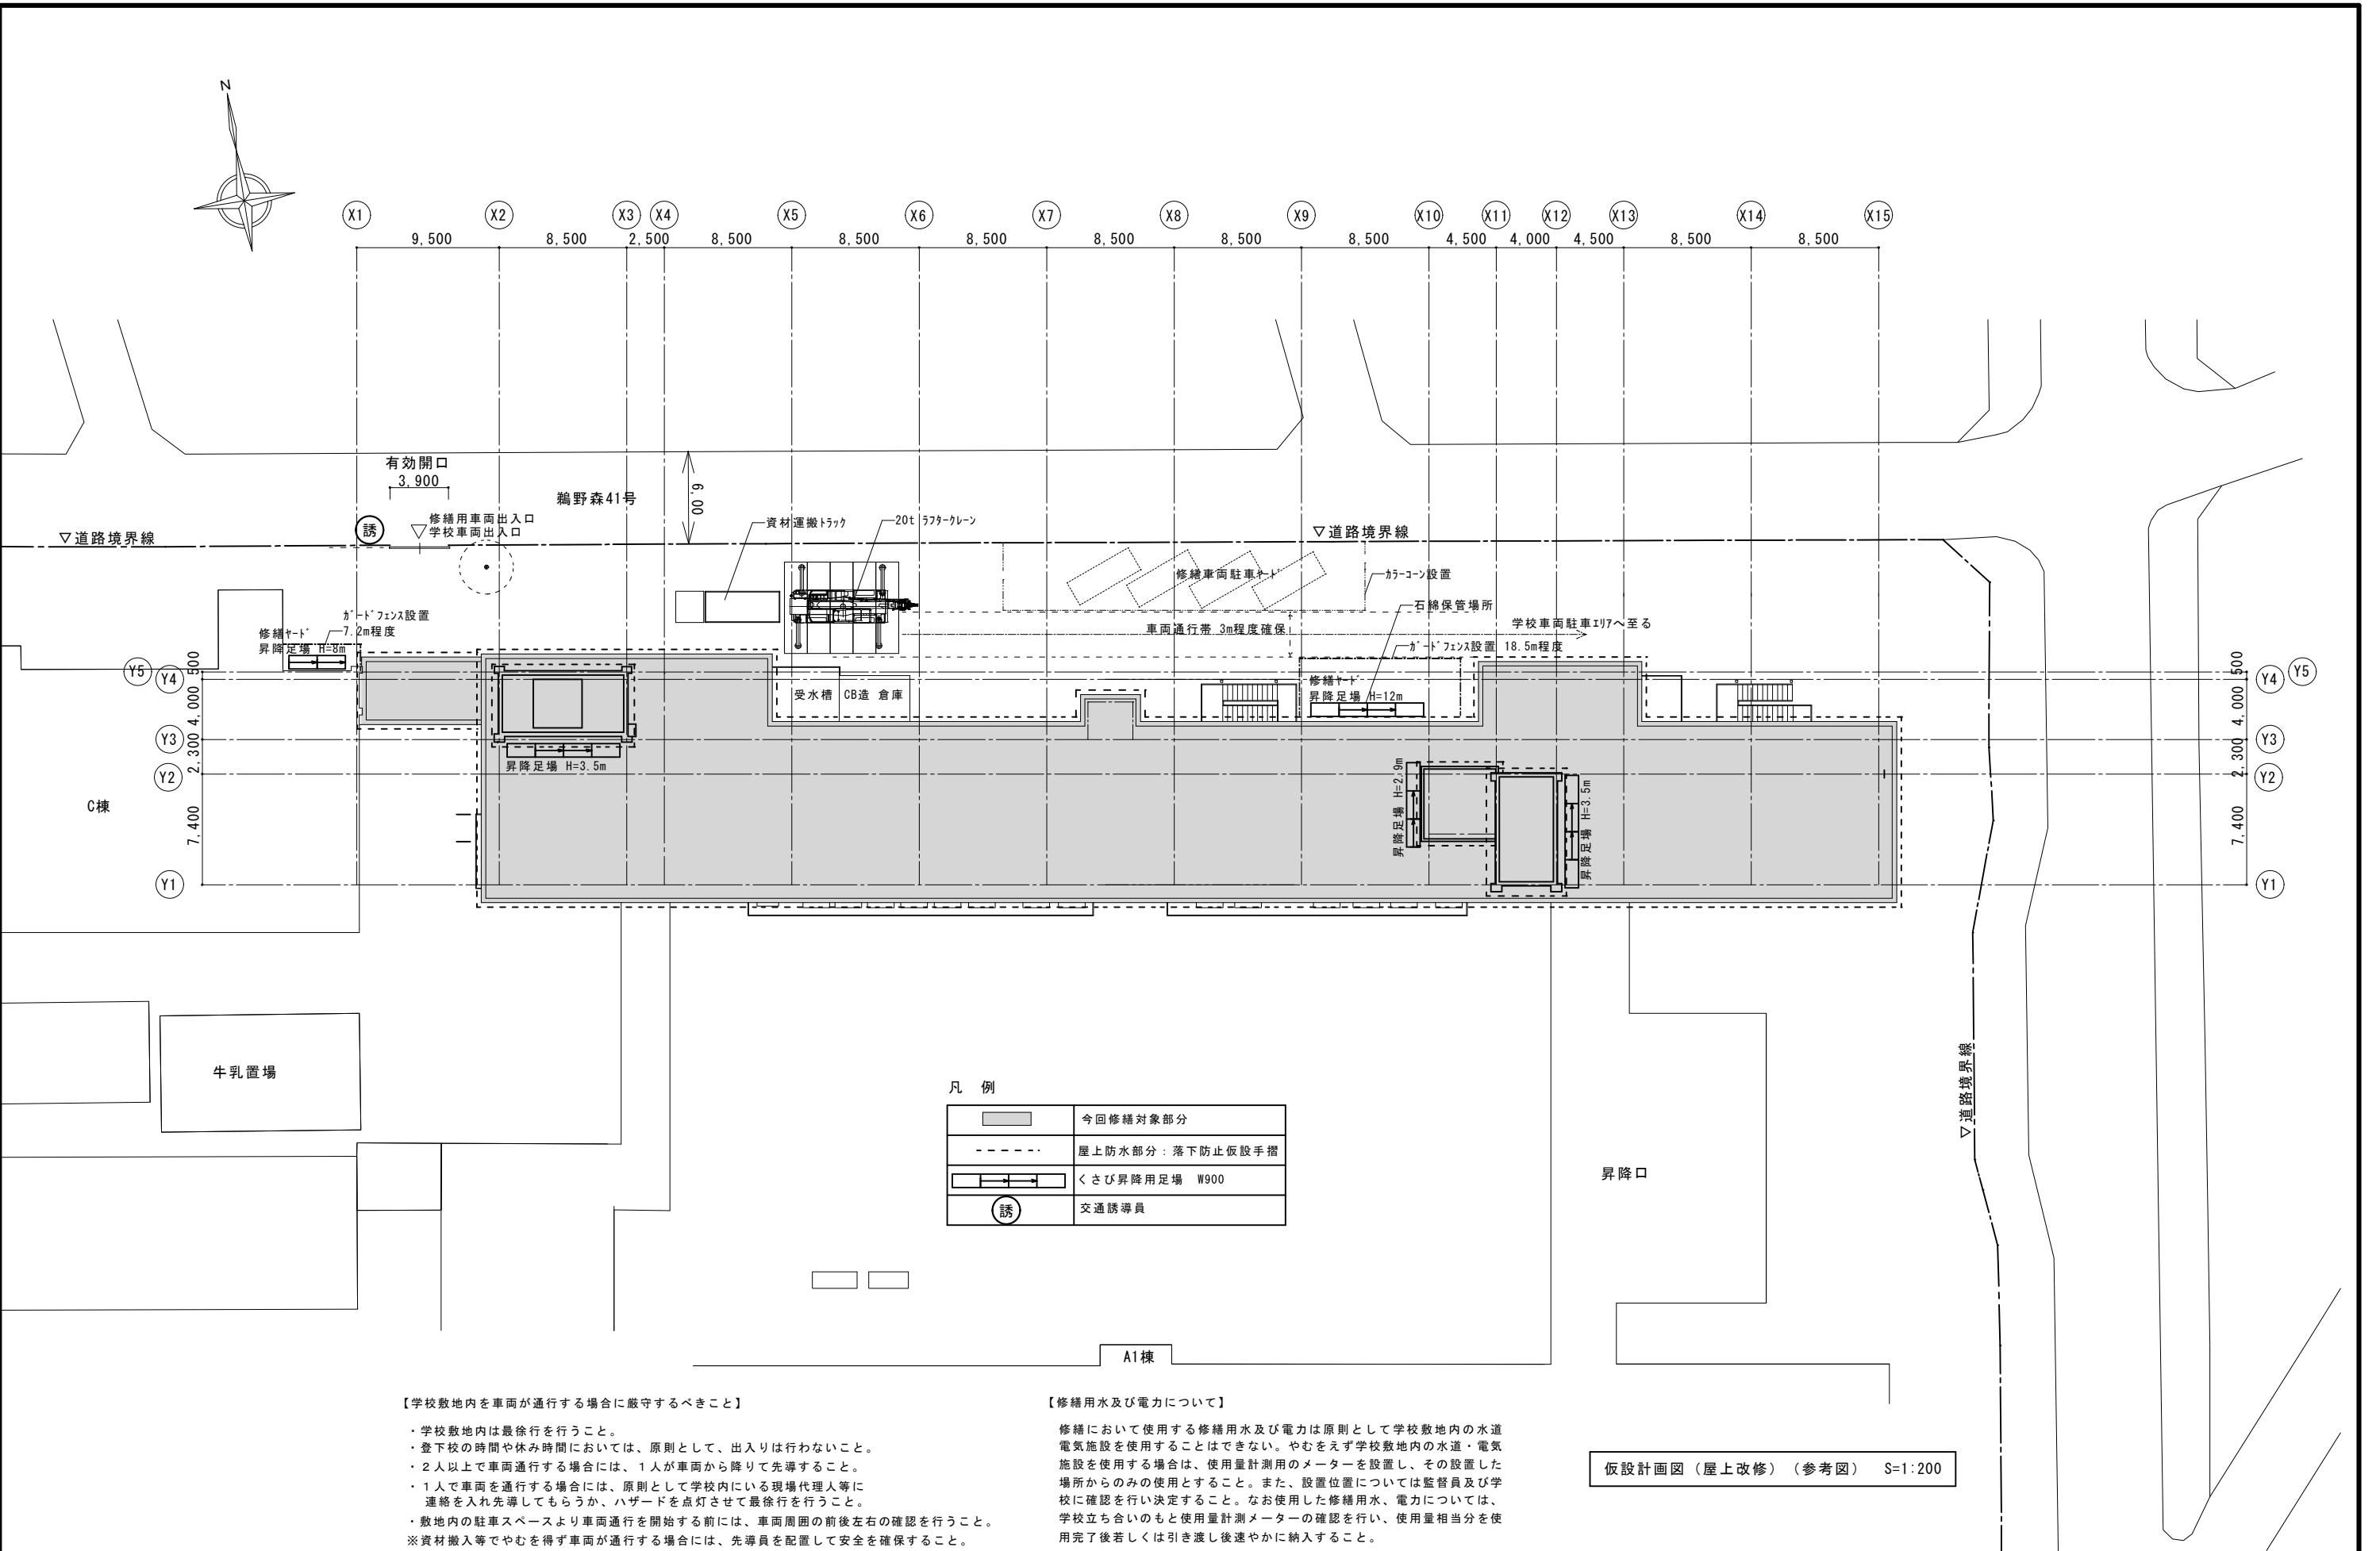 N
X1 X2 X3 X4 X5 X6 X7 X8 X9 X10 X11 X12 X13 X14 X15
9,500 8,500 2,500 8,500 8,500 8,500 8,500 8,500 8,500 4,500 4,000 4,500 8,500 8,500
有効開口
3,900
鵜野森41号
6,00
誘
▽修繕用車両出入口
学校車両出入口
▽道路境界線
資材運搬トラック
20t ラフタークレーン
▽道路境界線
修繕車両駐車ヤード
カラーコーン設置
石綿保管場所
車両通行帯 3m程度確保
学校車両駐車エリアへ至る
ガードフェンス設置 18.5m程度
ガードフェンス設置
7.2m程度
修繕ヤード
昇降足場 H=8m
修繕ヤード
昇降足場 H=12m
受水槽
CB造 倉庫
Y5 Y4 500
4,000
Y3
2,300
Y2
7,400
Y1
500 Y4 Y5
4,000
Y3
2,300
Y2
7,400
Y1
昇降足場 H=3.5m
昇降足場 H=2.9m
昇降足場 H=3.5m
C棟
牛乳置場
昇降口
▽道路境界線
A1棟
凡 例
今回修繕対象部分
屋上防水部分：落下防止仮設手摺
くさび昇降用足場 W900
誘 交通誘導員
【学校敷地内を車両が通行する場合に厳守するべきこと】
・学校敷地内は最徐行を行うこと。
・登下校の時間や休み時間においては、原則として、出入りは行わないこと。
・２人以上で車両通行する場合には、１人が車両から降りて先導すること。
・１人で車両を通行する場合には、原則として学校内にいる現場代理人等に
連絡を入れ先導してもらうか、ハザードを点灯させて最徐行を行うこと。
・敷地内の駐車スペースより車両通行を開始する前には、車両周囲の前後左右の確認を行うこと。
※資材搬入等でやむを得ず車両が通行する場合には、先導員を配置して安全を確保すること。
【修繕用水及び電力について】
修繕において使用する修繕用水及び電力は原則として学校敷地内の水道
電気施設を使用することはできない。やむをえず学校敷地内の水道・電気
施設を使用する場合は、使用量計測用のメーターを設置し、その設置した
場所からのみの使用とすること。また、設置位置については監督員及び学
校に確認を行い決定すること。なお使用した修繕用水、電力については、
学校立ち合いのもと使用量計測メーターの確認を行い、使用量相当分を使
用完了後若しくは引き渡し後速やかに納入すること。
仮設計画図（屋上改修）（参考図） S=1:200